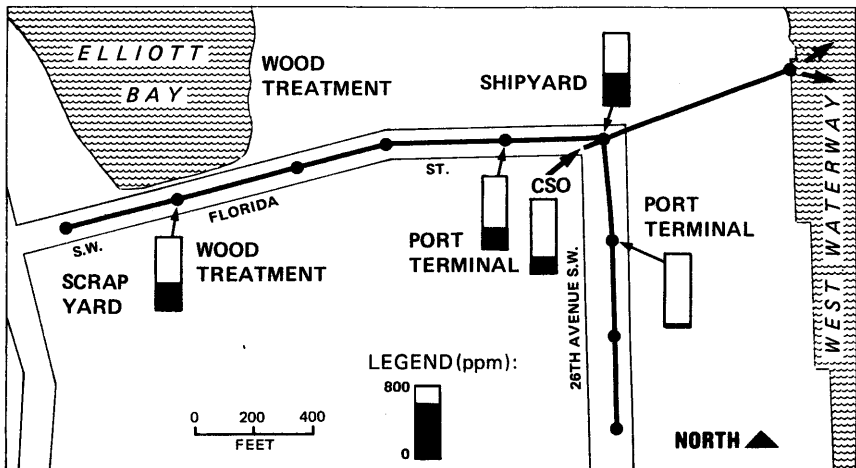 ELLIOTT
BAY
WOOD
TREATMENT
SHIPYARD
WEST WATERWAY
ST.
CSO
FLORIDA
S.W.
PORT
TERMINAL
PORT
TERMINAL
WOOD
TREATMENT
SCRAP
YARD
26TH AVENUE S.W.
LEGEND (ppm):
800
0
0 200 400
FEET
NORTH